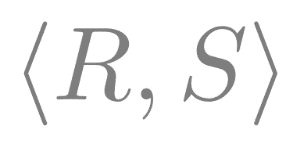 ⟨R, S⟩